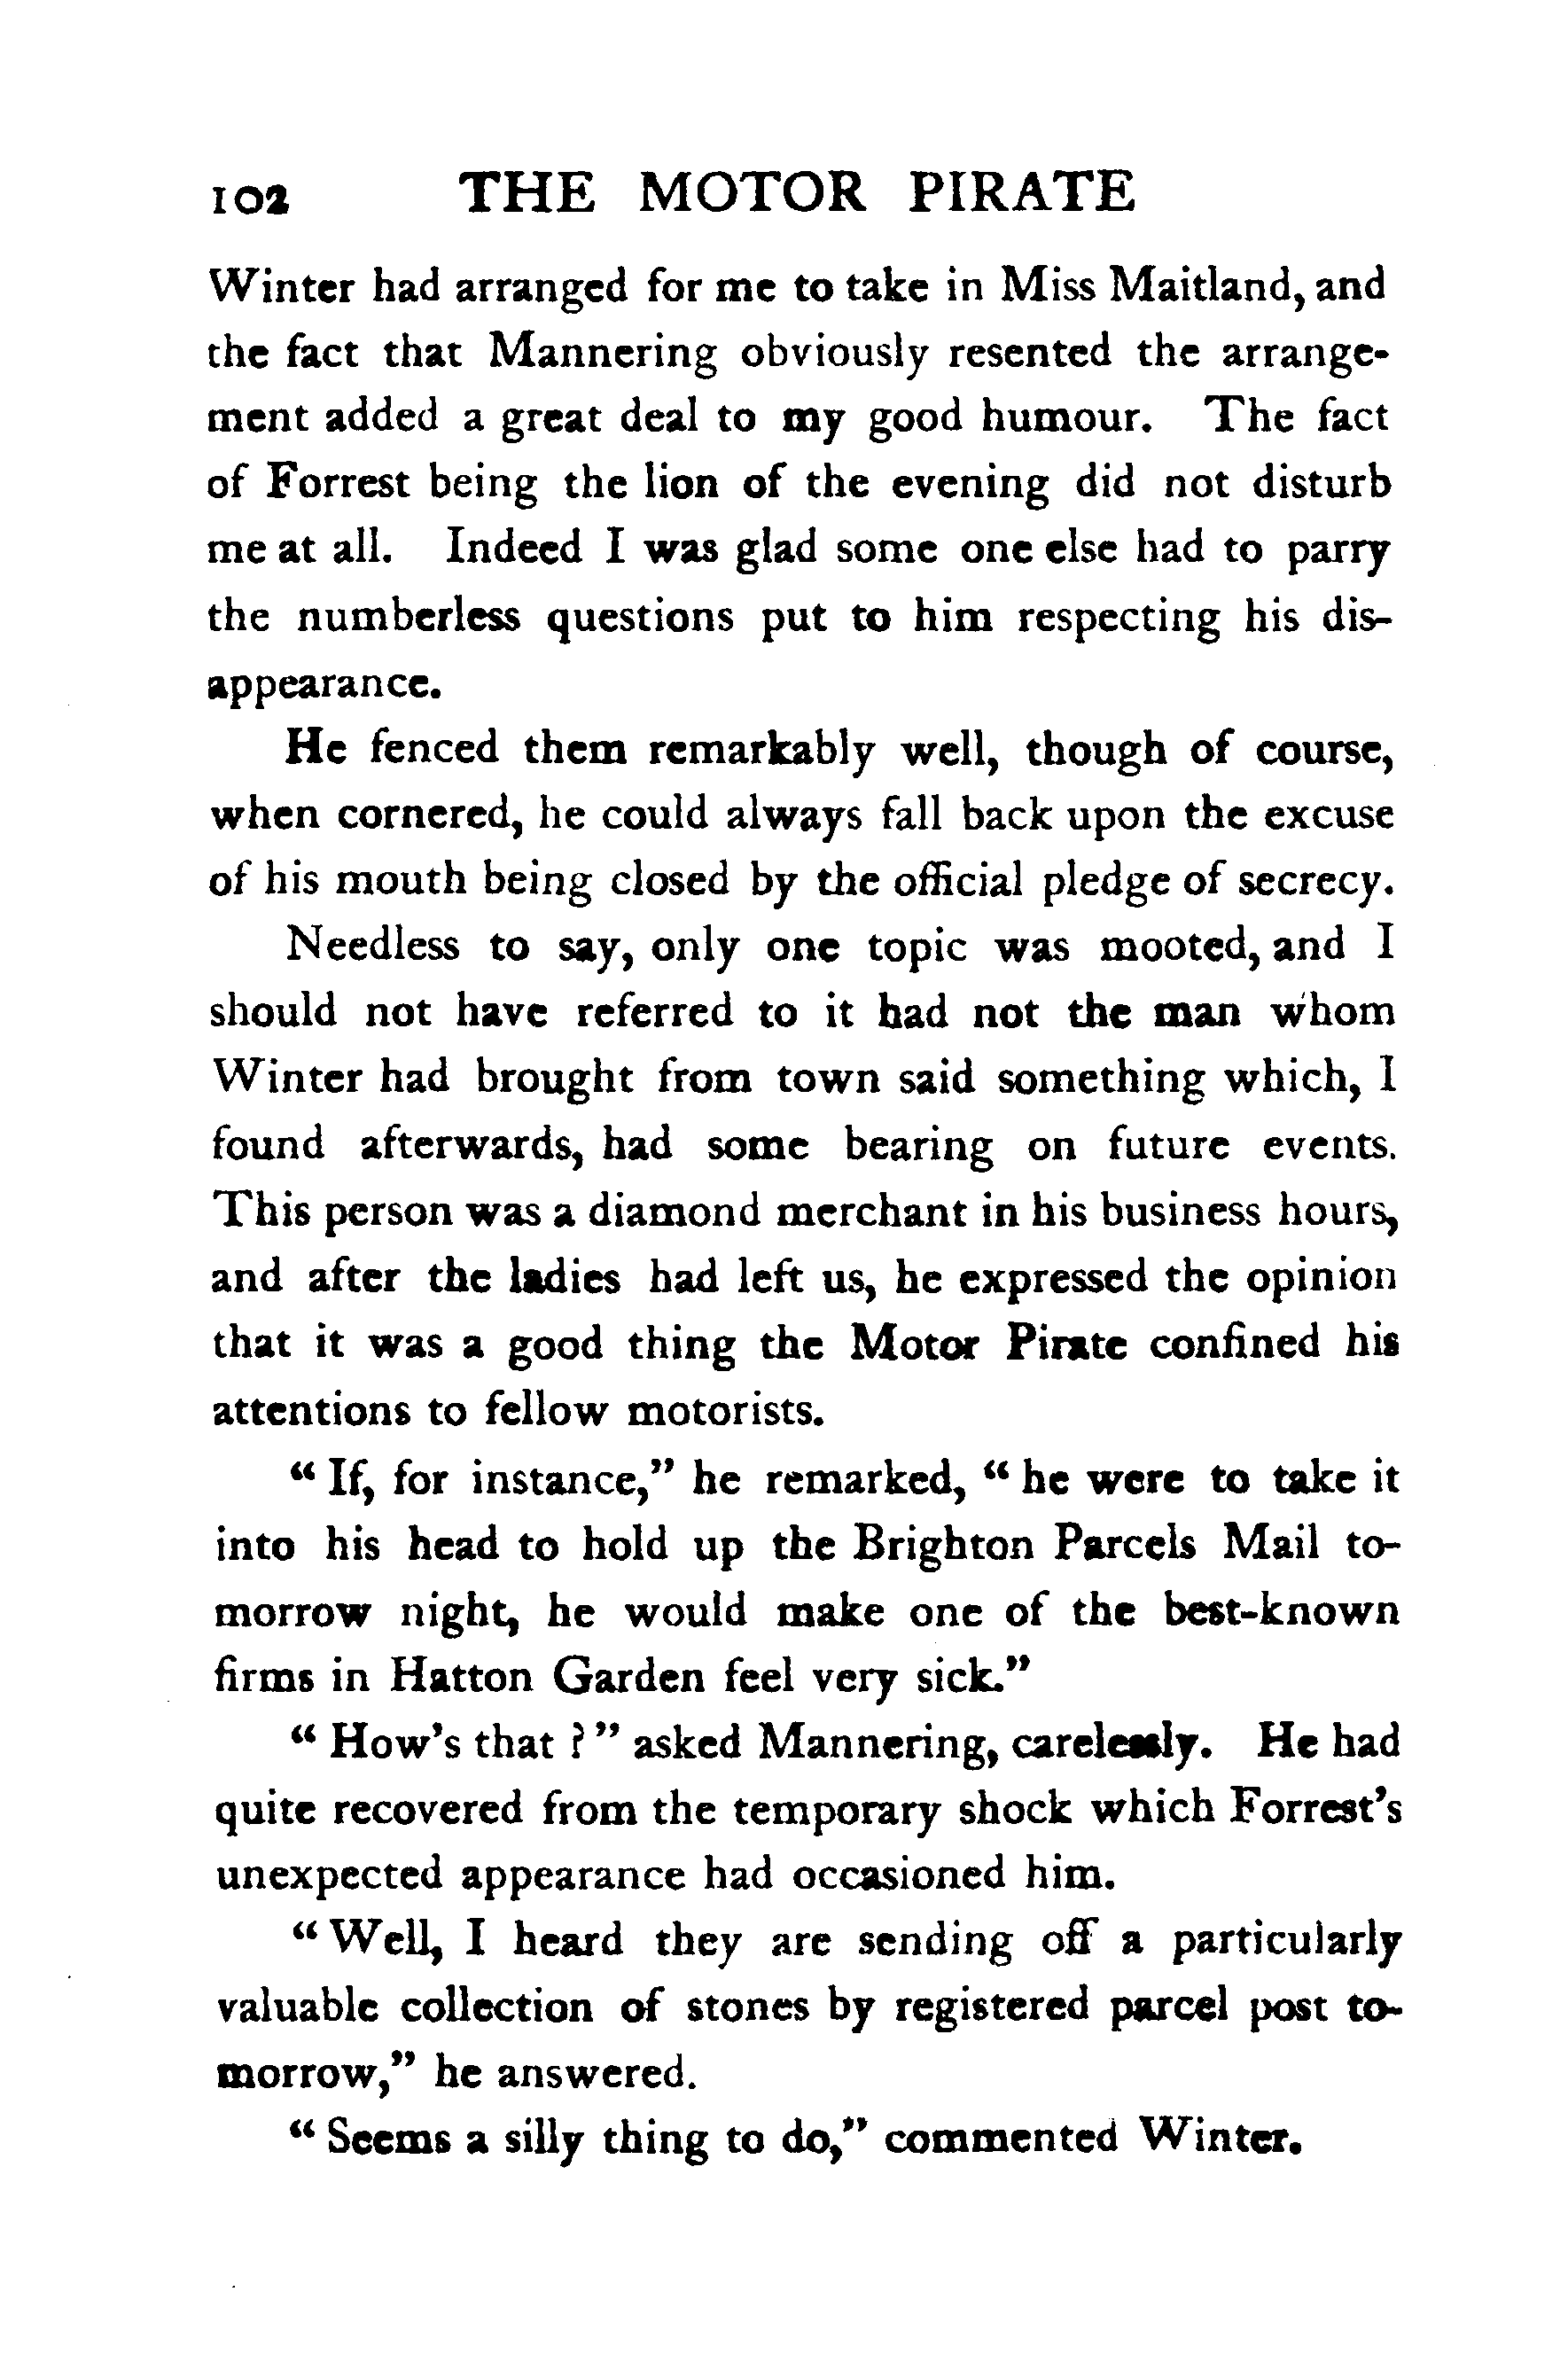 102 THE MOTOR PIRATE
Winter had arranged for me to take in Miss Maitland, and
the fact that Mannering obviously resented the arrange-
ment added a great deal to my good humour. The fact
of Forrest being the lion of the evening did not disturb
me at all. Indeed I was glad some one else had to parry
the numberless questions put to him respecting his dis-
appearance.
He fenced them remarkably well, though of course,
when cornered, he could always fall back upon the excuse
of his mouth being closed by the official pledge of secrecy.
Needless to say, only one topic was mooted, and I
should not have referred to it had not the man whom
Winter had brought from town said something which, I
found afterwards, had some bearing on future events.
This person was a diamond merchant in his business hours,
and after the ladies had left us, he expressed the opinion
that it was a good thing the Motor Pirate confined his
attentions to fellow motorists.
“ If, for instance,” he remarked, “ he were to take it
into his head to hold up the Brighton Parcels Mail to-
morrow night, he would make one of the best-known
firms in Hatton Garden feel very sick.”
“ How’s that ? ” asked Mannering, carelessly. He had
quite recovered from the temporary shock which Forrest’s
unexpected appearance had occasioned him.
“ Well, I heard they are sending off a particularly
valuable collection of stones by registered parcel post to-
morrow,” he answered.
“ Seems a silly thing to do,” commented Winter.